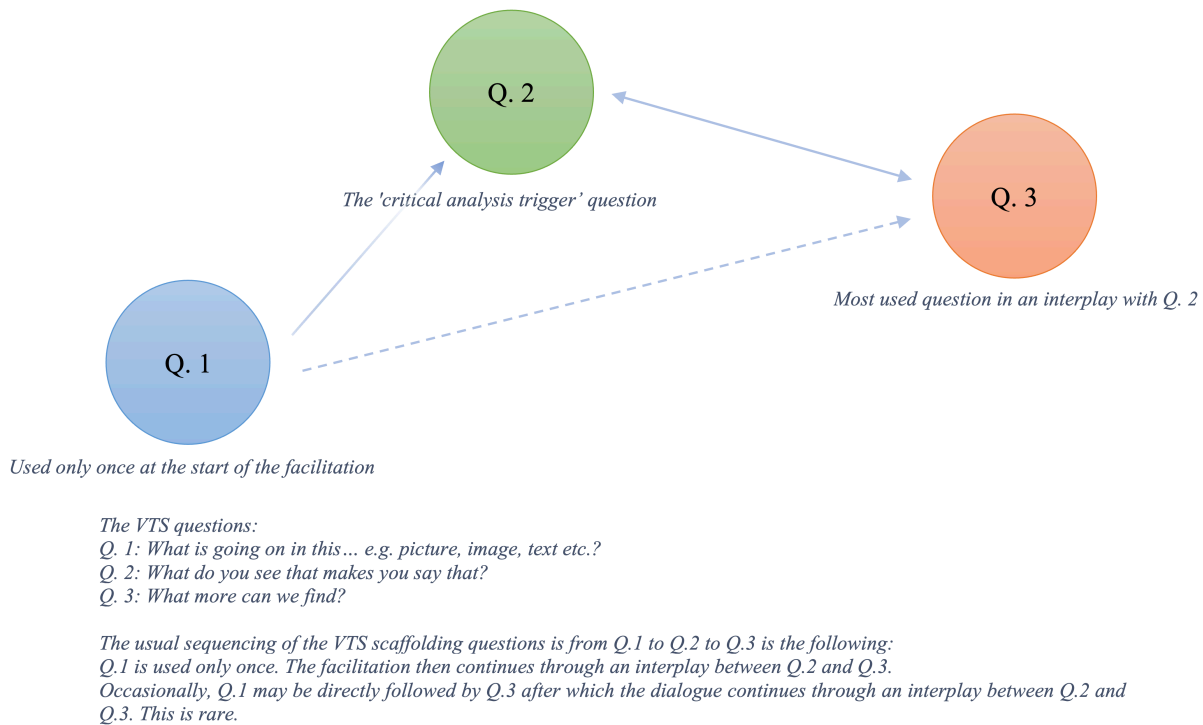 Q. 2
The 'critical analysis trigger’ question
Q. 3
Most used question in an interplay with Q. 2
Q. 1
Used only once at the start of the facilitation
The VTS questions:
Q. 1: What is going on in this… e.g. picture, image, text etc.?
Q. 2: What do you see that makes you say that?
Q. 3: What more can we find?
The usual sequencing of the VTS scaffolding questions is from Q.1 to Q.2 to Q.3 is the following:
Q.1 is used only once. The facilitation then continues through an interplay between Q.2 and Q.3.
Occasionally, Q.1 may be directly followed by Q.3 after which the dialogue continues through an interplay between Q.2 and
Q.3. This is rare.